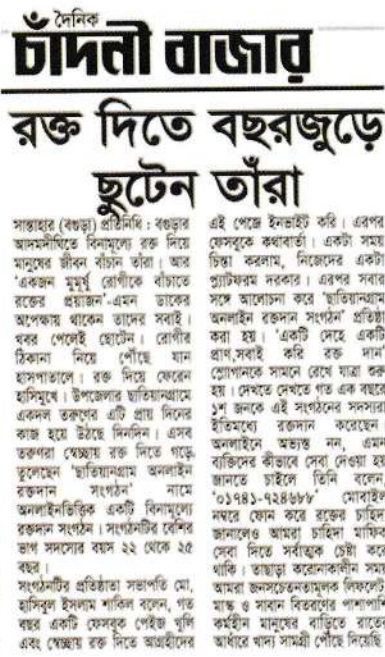 দৈনিক
চাঁদনী বাজার
রক্ত দিতে বছরজুড়ে
ছুটেন তাঁরা
সান্তাহার (বগুড়া) প্রতিনিধি : বগুড়ার
আদমদীঘিতে বিনামূল্যে রক্ত দিয়ে
মানুষের জীবন বাঁচান তাঁরা। আর
'একজন মুমূর্ষু রোগীকে বাঁচাতে
রক্তের প্রয়োজন'-এমন ডাকের
অপেক্ষায় থাকেন তাদের সবাই।
খবর পেলেই ছোটেন। রোগীর
ঠিকানা নিয়ে পৌঁছে যান
হাসপাতালে। রক্ত দিয়ে ফেরেন
হাসিমুখে। উপজেলার ছাতিয়ানগ্রামে
একদল তরুণের এটি প্রায় দিনের
কাজ হয়ে উঠছে দিনদিন। এসব
তরুণরা স্বেচ্ছায় রক্ত দিতে গড়ে
তুলেছেন 'ছাতিয়ানগ্রাম অনলাইন
রক্তদান সংগঠন' নামে
অনলাইনভিত্তিক একটি বিনামূল্যে
রক্তদান সংগঠন। সংগঠনটির বেশির
ভাগ সদস্যের বয়স ২২ থেকে ২৫
বছর।
সংগঠনটির প্রতিষ্ঠাতা সভাপতি মো,
হাসিবুল ইসলাম শাকিল বলেন, গত
বছর একটি ফেসবুক পেইজ খুলি
এবং স্বেচ্ছায় রক্ত দিতে আগ্রহীদের
এই পেজে ইনভাইট করি। এরপর
ফেসবুকে কথাবার্তা। একটা সময়
চিন্তা করলাম, নিজেদের একটা
প্ল্যাটফরম দরকার। এরপর সবার
সঙ্গে আলোচনা করে 'ছাতিয়ানগ্রাম
অনলাইন রক্তদান সংগঠন' প্রতিষ্ঠা
করা হয়। 'একটি দেহে একটি
প্রাণ,সবাই করি রক্ত দান'
স্লোগানকে সামনে রেখে যাত্রা শুরু
হয়। দেখতে দেখতে গত এক বছরে
১শ জনকে এই সংগঠনের সদস্যরা
ইতিমধ্যে রক্তদান করেছেন।
অনলাইনে অভ্যস্ত নন, এমন
ব্যক্তিদের কীভাবে সেবা দেওয়া হয়
জানতে চাইলে তিনি বলেন,
'০১৭৪১-৭২৪৬৮৮' মোবাইল
নম্বরে ফোন করে রক্তের চাহিদা
জানালেও আমরা চাহিদা মাফিক
সেবা দিতে সর্বাত্মক চেষ্টা করে
থাকি। তাছাড়া করোনাকালীন সময়
আমরা জনসচেতনতামূলক লিফলেট,
মাস্ক ও সাবান বিতরণের পাশাপাশি
কর্মহীন মানুষের বাড়িতে রাতের
আঁধারে খাদ্য সামগ্রী পৌঁছে দিয়েছি।